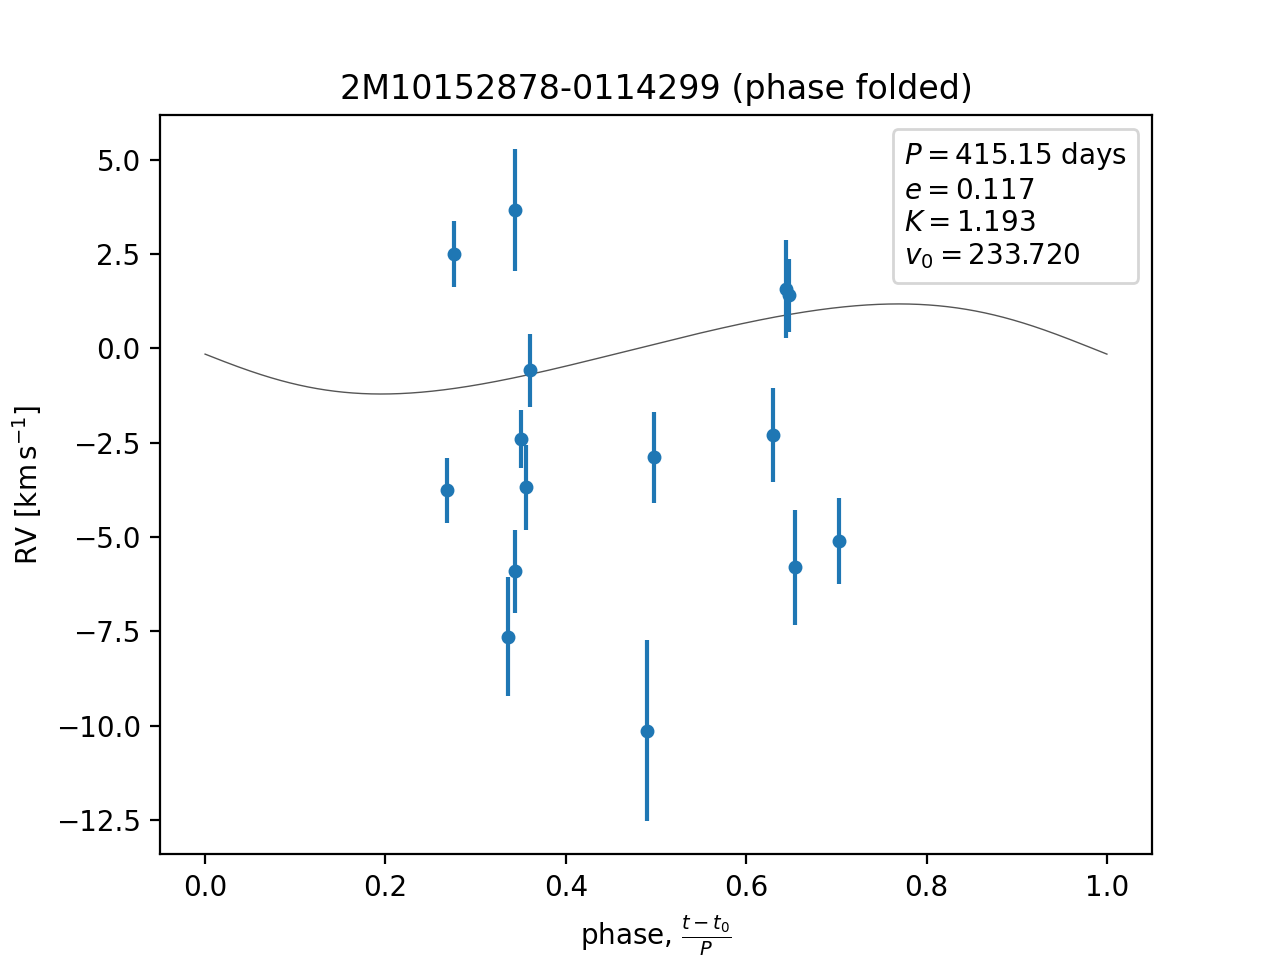 2M10152878-0114299 (phase folded)
P = 415.15 days
e = 0.117
K = 1.193
v₀ = 233.720
5.0
2.5
0.0
−2.5
−5.0
−7.5
−10.0
−12.5
RV [km s⁻¹]
0.0 0.2 0.4 0.6 0.8 1.0
phase, (t − t₀)/P